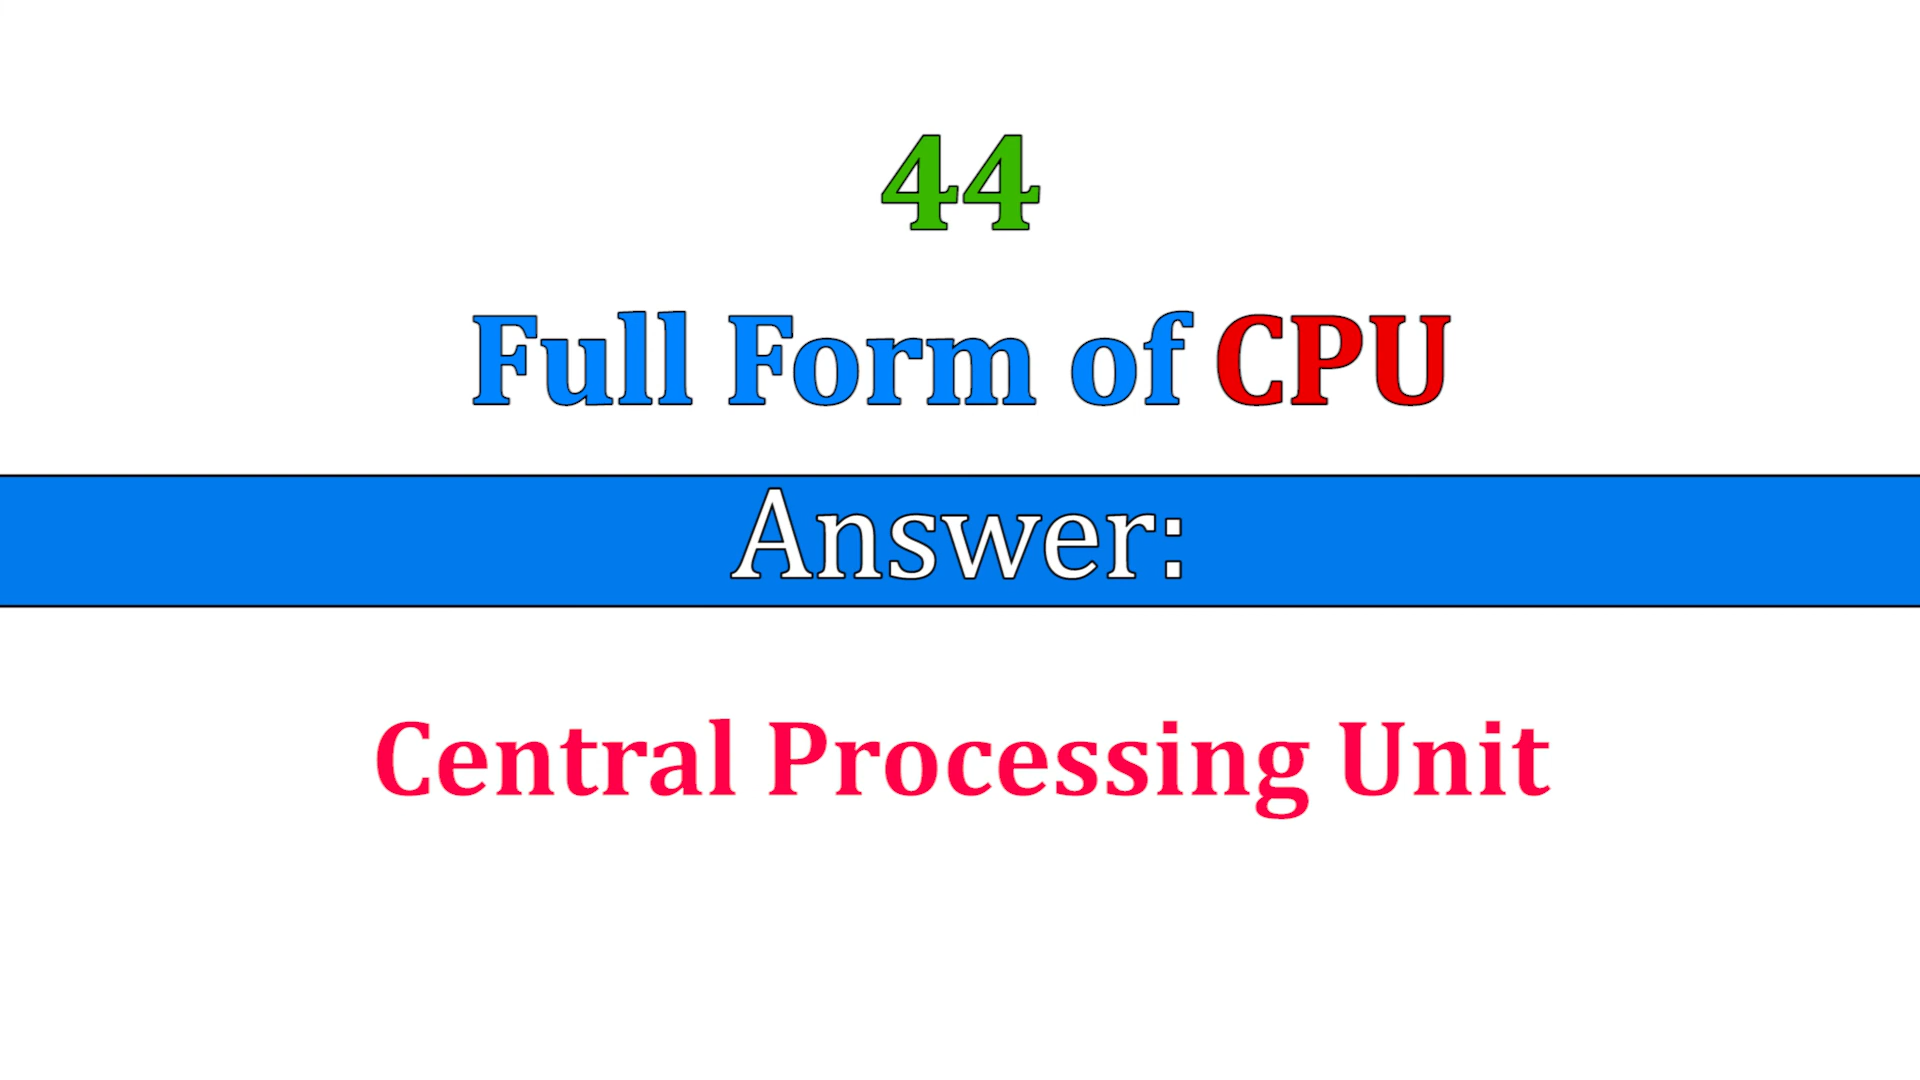 44
Full Form of CPU
Answer:
Central Processing Unit